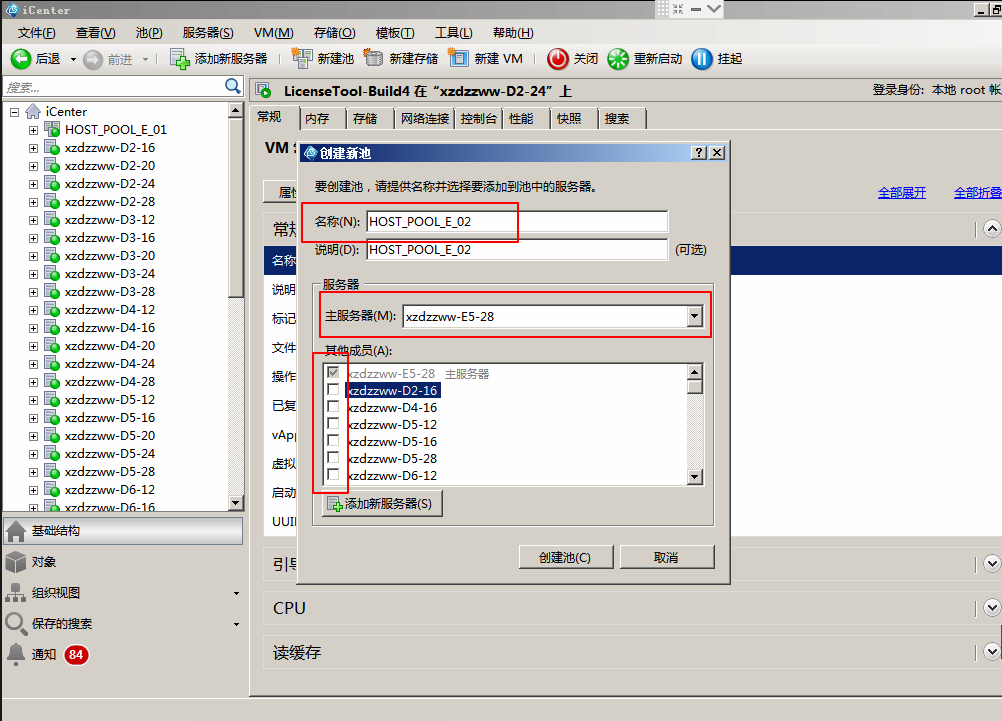 iCenter
文件(F) 查看(V) 池(P) 服务器(S) VM(M) 存储(O) 模板(T) 工具(L) 帮助(H)
后退 前进 添加新服务器 新建池 新建存储 新建 VM 关闭 重新启动 挂起
搜索...
LicenseTool-Build4 在 “xzdzzww-D2-24” 上
登录身份: 本地 root 帐
iCenter
HOST_POOL_E_01
xzdzzww-D2-16
xzdzzww-D2-20
xzdzzww-D2-24
xzdzzww-D2-28
xzdzzww-D3-12
xzdzzww-D3-16
xzdzzww-D3-20
xzdzzww-D3-24
xzdzzww-D3-28
xzdzzww-D4-12
xzdzzww-D4-16
xzdzzww-D4-20
xzdzzww-D4-24
xzdzzww-D4-28
xzdzzww-D5-12
xzdzzww-D5-16
xzdzzww-D5-20
xzdzzww-D5-24
xzdzzww-D5-28
xzdzzww-D6-12
xzdzzww-D6-16
基础结构
对象
组织视图
保存的搜索
通知 84
常规 内存 存储 网络连接 控制台 性能 快照 搜索
VM
属性
全部展开 全部折叠
常规
名称
说明
标记
文件
操作
已复
vApp
虚拟
启动
UUI
引导
CPU
读缓存
创建新池
要创建池，请提供名称并选择要添加到池中的服务器。
名称(N): HOST_POOL_E_02
说明(D): HOST_POOL_E_02 (可选)
服务器
主服务器(M): xzdzzww-E5-28
其他成员(A):
xzdzzww-E5-28 主服务器
xzdzzww-D2-16
xzdzzww-D4-16
xzdzzww-D5-12
xzdzzww-D5-16
xzdzzww-D5-28
xzdzzww-D6-12
添加新服务器(S)
创建池(C) 取消